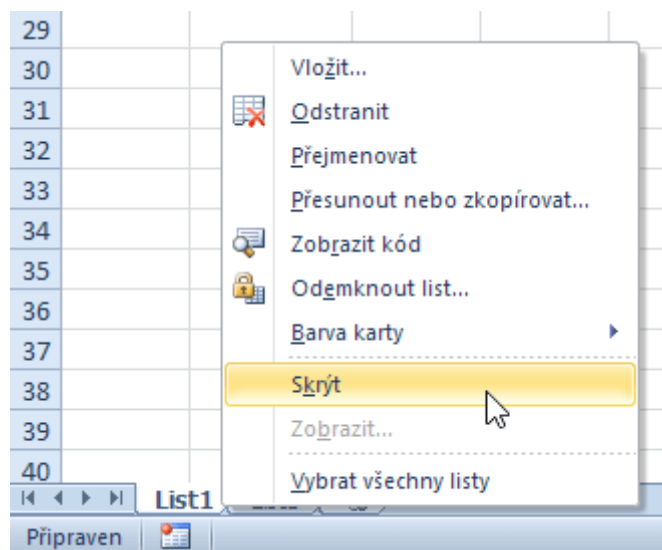 29
30
31
32
33
34
35
36
37
38
39
40
Vložit...
Odstranit
Přejmenovat
Přesunout nebo zkopírovat...
Zobrazit kód
Odemknout list...
Barva karty
Skrýt
Zobrazit...
Vybrat všechny listy
List1
Připraven